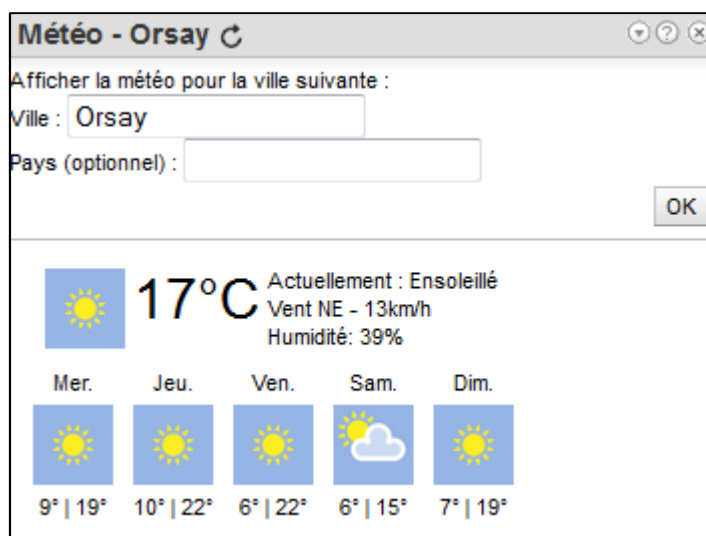 Météo - Orsay
Afficher la météo pour la ville suivante :
Ville : Orsay
Pays (optionnel) :
OK
17°C
Actuellement : Ensoleillé
Vent NE - 13km/h
Humidité: 39%
Mer. Jeu. Ven. Sam. Dim.
9° | 19° 10° | 22° 6° | 22° 6° | 15° 7° | 19°